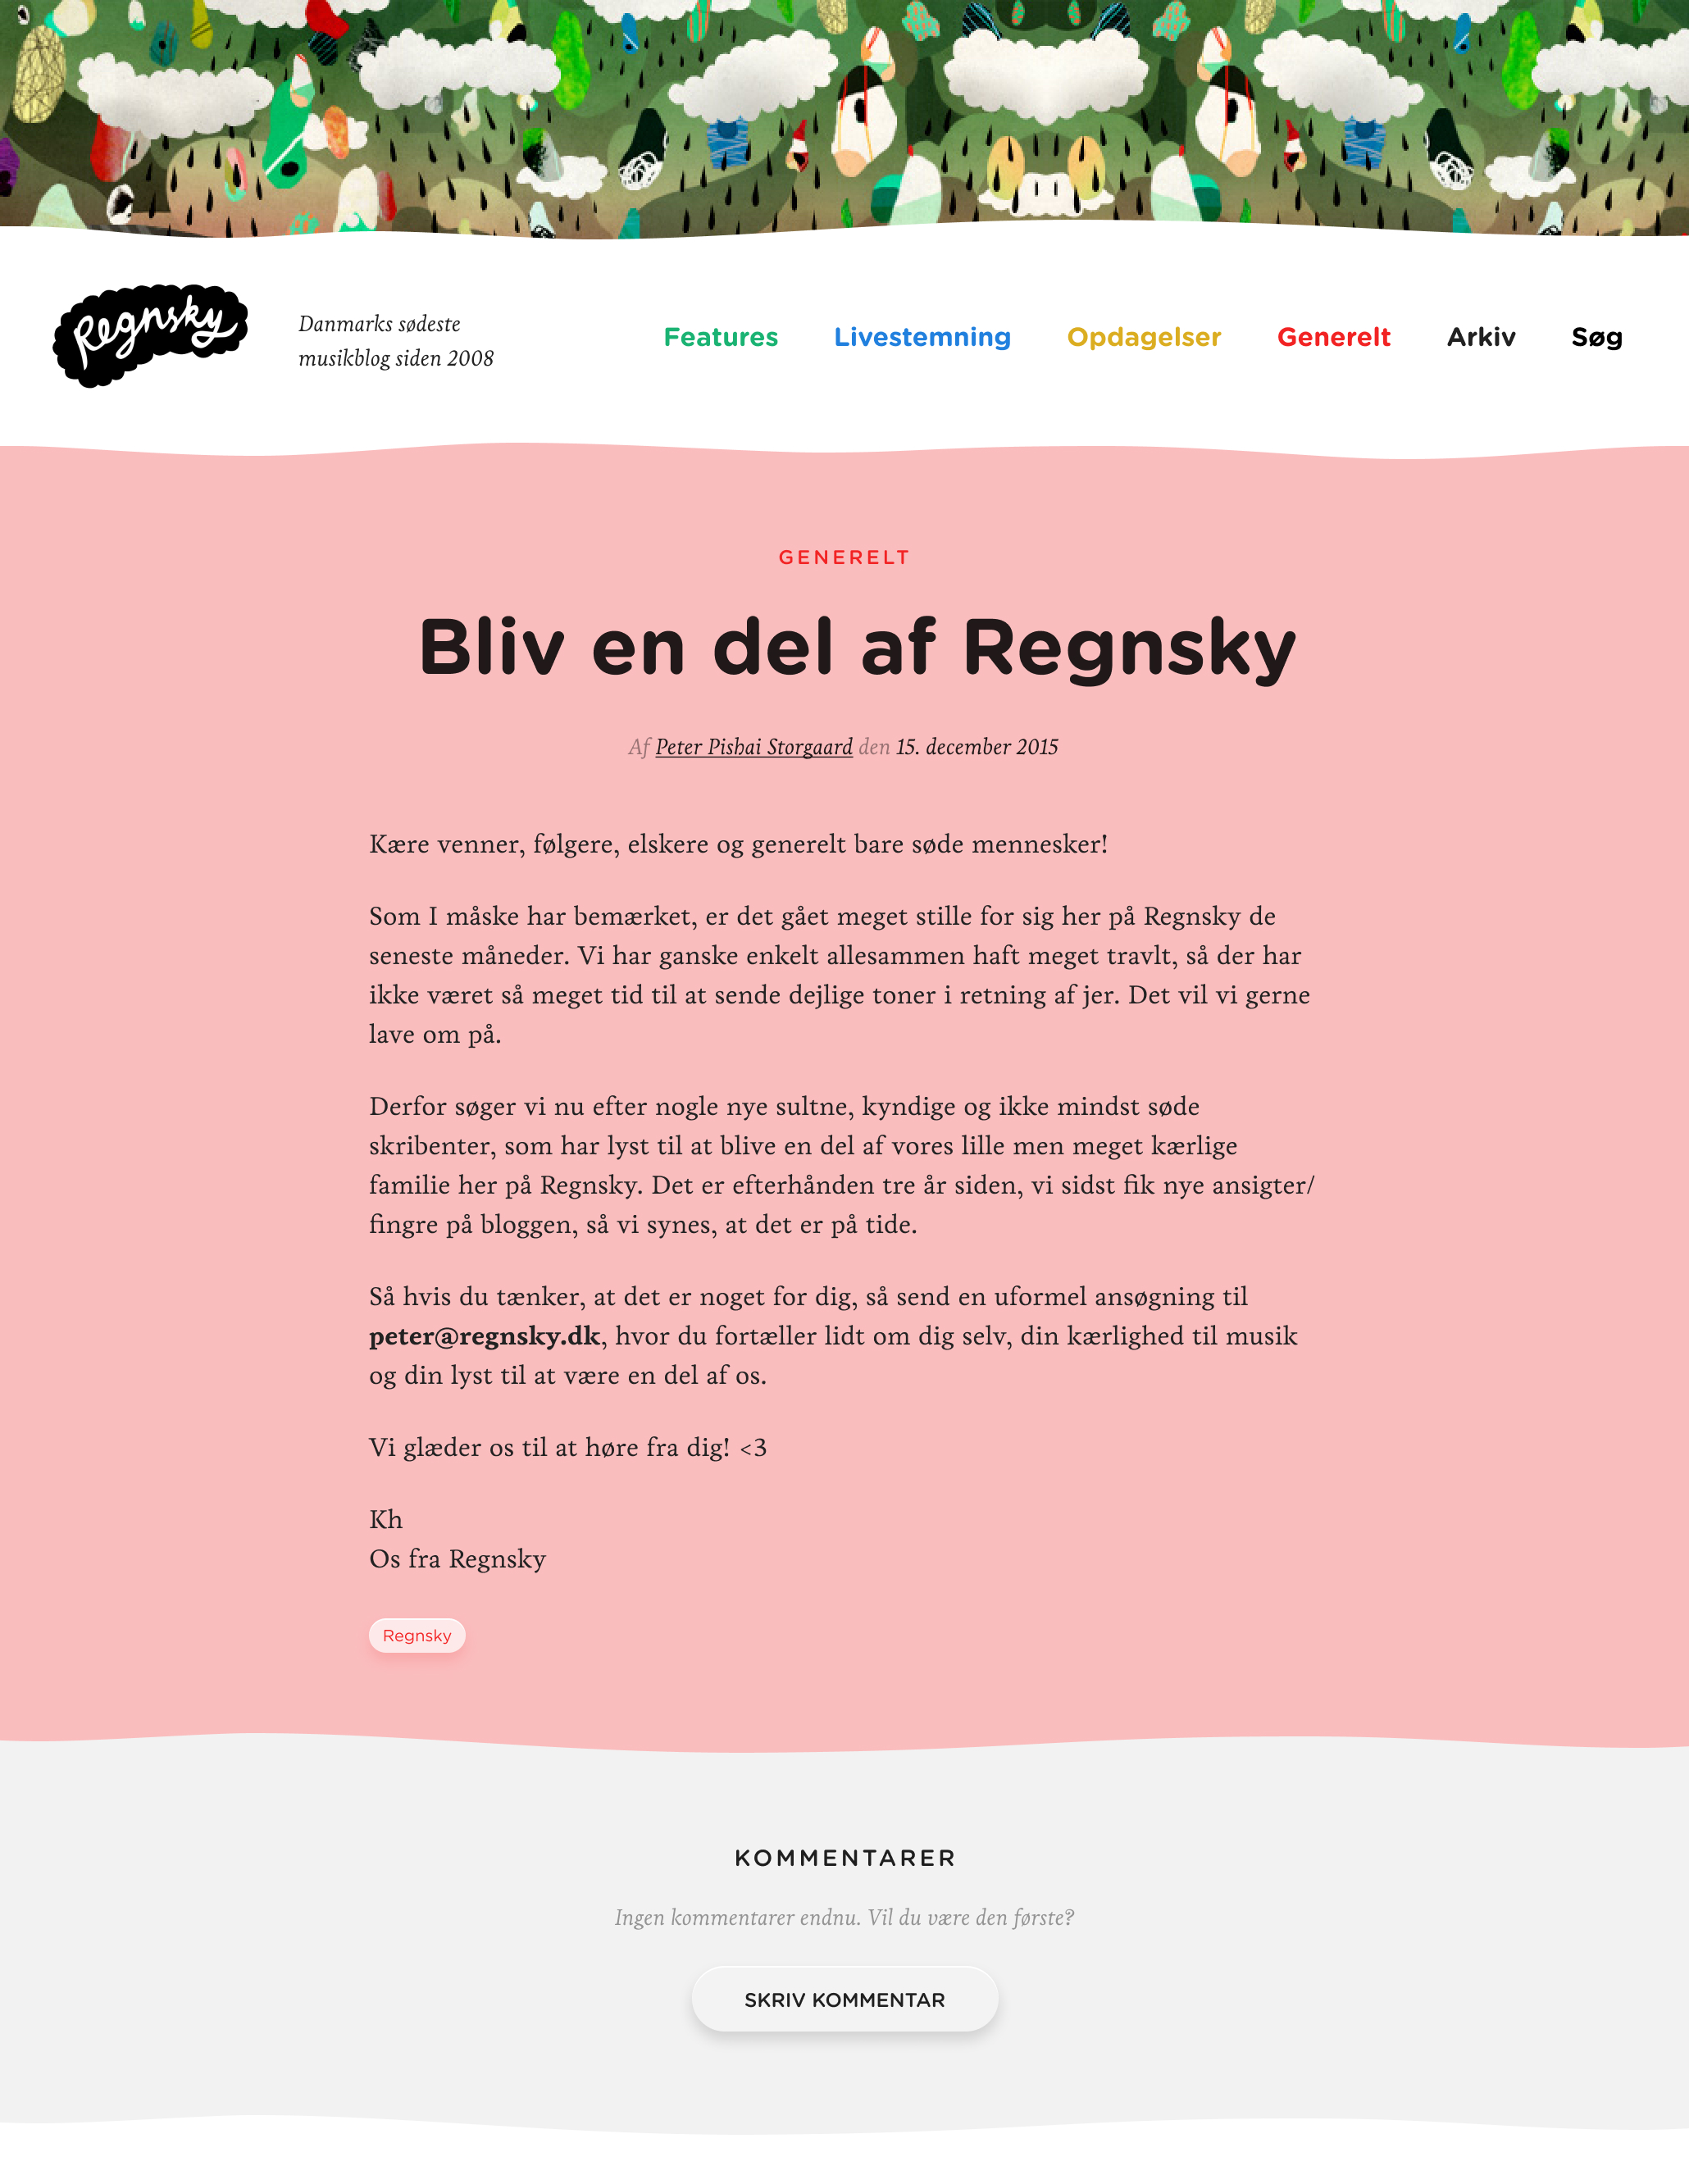 Regnsky
Danmarks sødeste
musikblog siden 2008
Features Livestemning Opdagelser Generelt Arkiv Søg
GENERELT
Bliv en del af Regnsky
Af Peter Pishai Storgaard den 15. december 2015
Kære venner, følgere, elskere og generelt bare søde mennesker!
Som I måske har bemærket, er det gået meget stille for sig her på Regnsky de
seneste måneder. Vi har ganske enkelt allesammen haft meget travlt, så der har
ikke været så meget tid til at sende dejlige toner i retning af jer. Det vil vi gerne
lave om på.
Derfor søger vi nu efter nogle nye sultne, kyndige og ikke mindst søde
skribenter, som har lyst til at blive en del af vores lille men meget kærlige
familie her på Regnsky. Det er efterhånden tre år siden, vi sidst fik nye ansigter/
fingre på bloggen, så vi synes, at det er på tide.
Så hvis du tænker, at det er noget for dig, så send en uformel ansøgning til
peter@regnsky.dk, hvor du fortæller lidt om dig selv, din kærlighed til musik
og din lyst til at være en del af os.
Vi glæder os til at høre fra dig! <3
Kh
Os fra Regnsky
Regnsky
KOMMENTARER
Ingen kommentarer endnu. Vil du være den første?
SKRIV KOMMENTAR